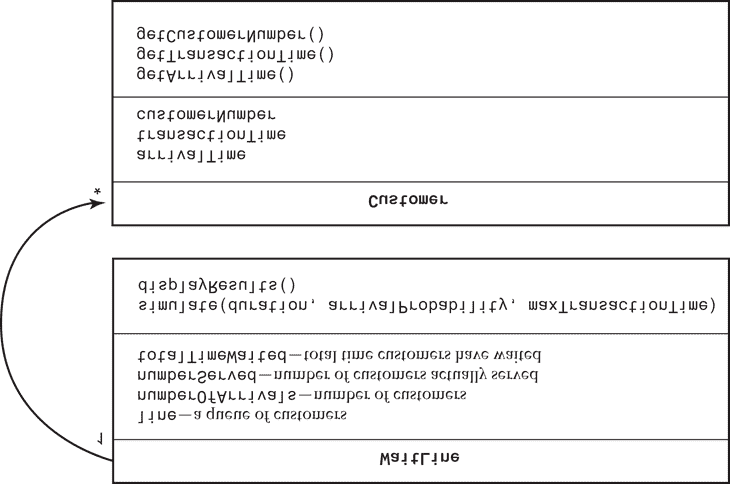 WaitLine
line—a queue of customers
numberOfArrivals—number of customers
numberServed—number of customers actually served
totalTimeWaited—total time customers have waited
simulate(duration, arrivalProbability, maxTransactionTime)
displayResults()
1
*
Customer
arrivalTime
transactionTime
customerNumber
getArrivalTime()
getTransactionTime()
getCustomerNumber()